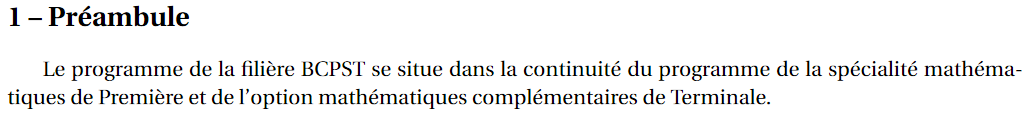 1 – Préambule
Le programme de la filière BCPST se situe dans la continuité du programme de la spécialité mathéma-
tiques de Première et de l'option mathématiques complémentaires de Terminale.